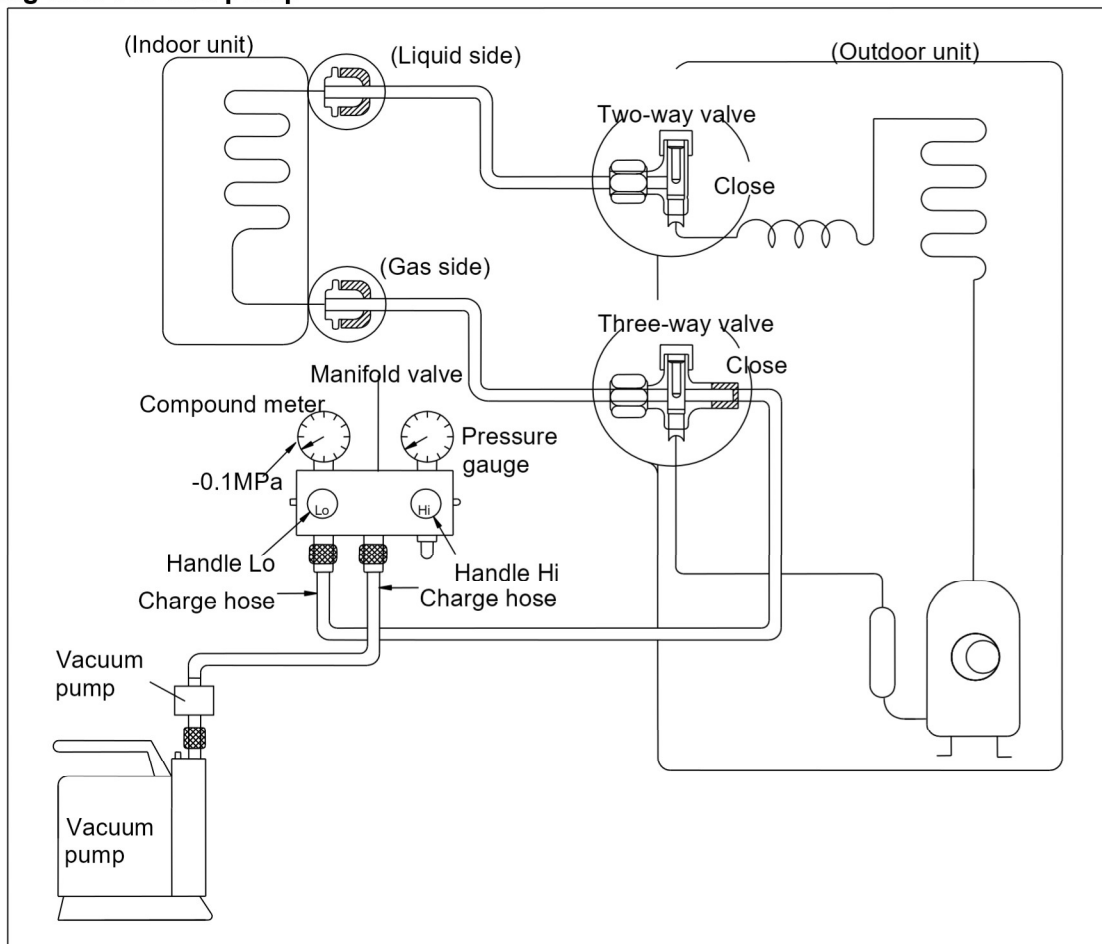 (Indoor unit)
(Liquid side)
(Outdoor unit)
Two-way valve
Close
(Gas side)
Three-way valve
Close
Manifold valve
Compound meter
Pressure
gauge
-0.1MPa
Lo
Hi
Handle Lo
Handle Hi
Charge hose
Charge hose
Vacuum
pump
Vacuum
pump